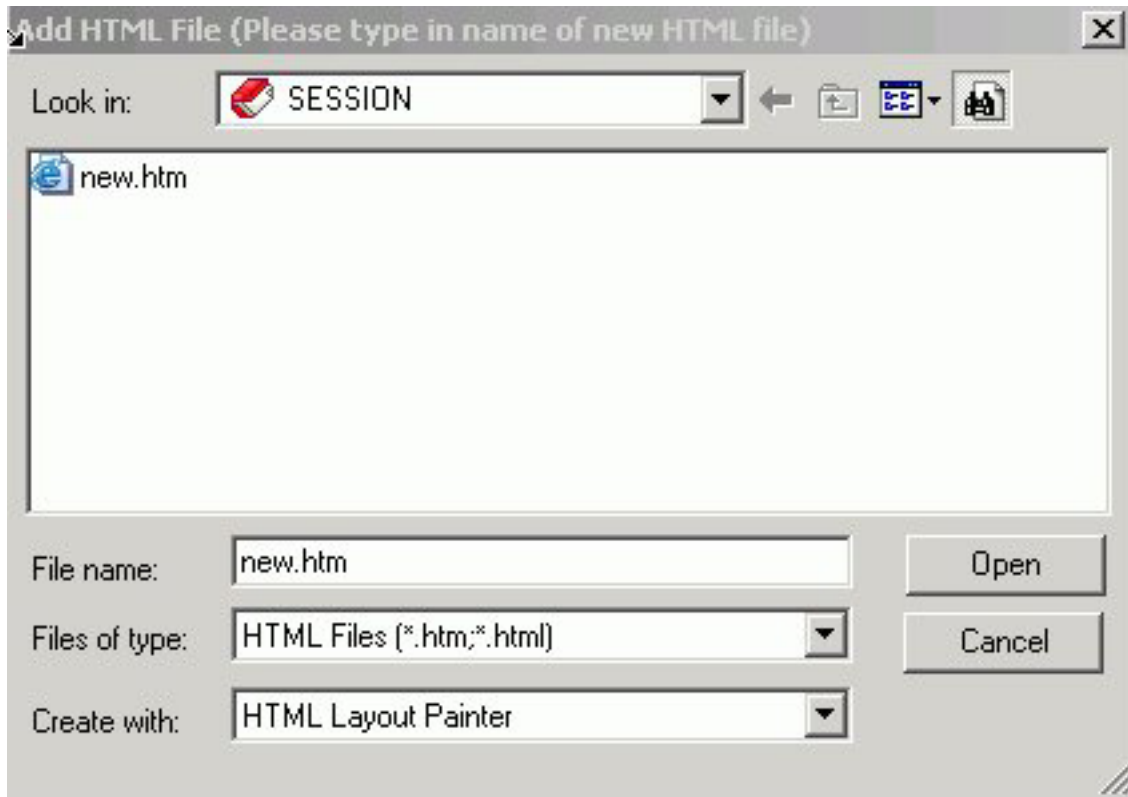 Add HTML File (Please type in name of new HTML file)
Look in:
SESSION
new.htm
File name:
new.htm
Open
Files of type:
HTML Files (*.htm;*.html)
Cancel
Create with:
HTML Layout Painter